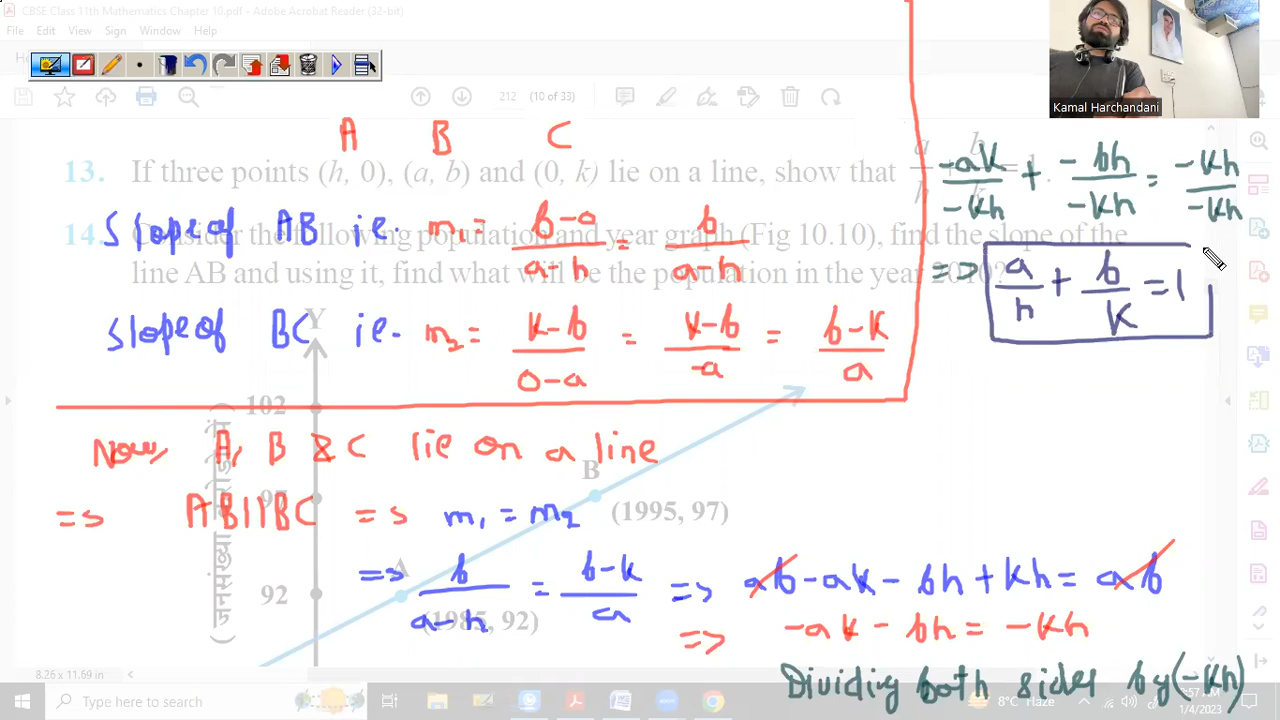 CBSE Class 11th Mathematics Chapter 10.pdf - Adobe Acrobat Reader (32-bit)
File Edit View Sign Window Help
212 (10 of 33)
Kamal Harchandani
A B C
13. If three points (h, 0), (a, b) and (0, k) lie on a line, show that a/h + b/k = 1.
Slope of AB ie. m₁ = b-a/a-h = b/a-h
14. Consider the following population and year graph (Fig 10.10), find the slope of the
line AB and using it, find what will be the population in the year 2010?
Slope of BC ie. m₂ = k-b/0-a = k-b/-a = b-k/a
Y
102
Now, A, B & C lie on a line
B
97
=> AB||BC => m₁ = m₂
(1995, 97)
A
=> b/a-h = b-k/a => ab-ak-bh+kh = ab
92
(1985, 92)
=> -ak-bh = -kh
Dividing both sides by (-kh)
-ak/-kh + -bh/-kh = -kh/-kh
=> a/h + b/k = 1
8.26 x 11.69 in
Type here to search
8°C Haze
1/4/2023